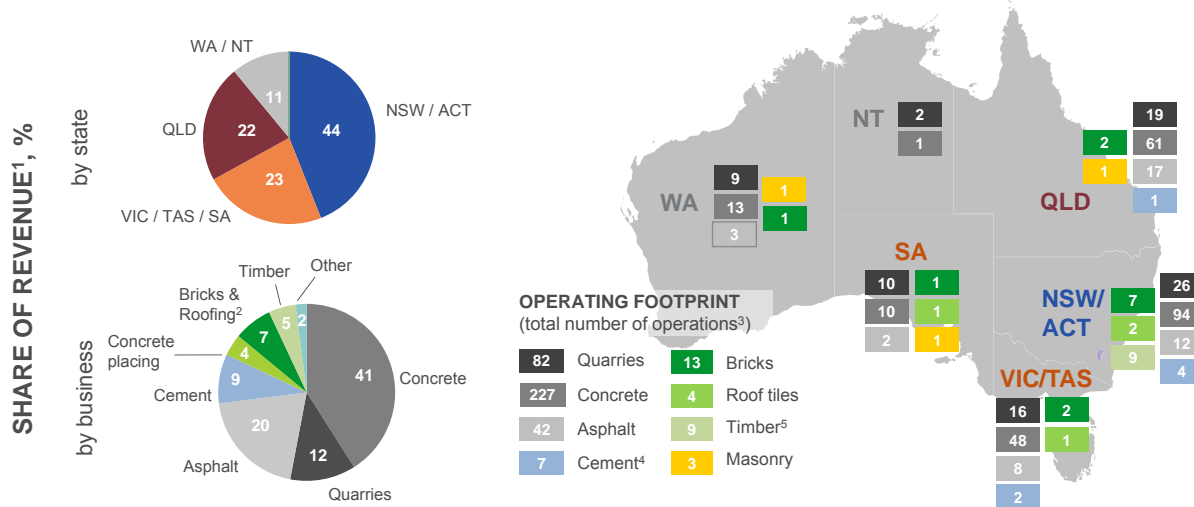 SHARE OF REVENUE¹, %
by state
WA / NT
11
NSW / ACT
44
QLD
22
23
VIC / TAS / SA
by business
Other
Timber
Bricks &
Roofing²
Concrete
placing
Cement
Asphalt
Quarries
Concrete
2
5
7
4
9
20
12
41
OPERATING FOOTPRINT
(total number of operations³)
82 Quarries
13 Bricks
227 Concrete
4 Roof tiles
42 Asphalt
9 Timber⁵
7 Cement⁴
3 Masonry
NT
2
1
WA
9
13
3
1
1
QLD
2
1
19
61
17
1
SA
10 1
10 1
2 1
NSW/
ACT
7
2
9
26
94
12
4
VIC/TAS
16 2
48 1
8
2